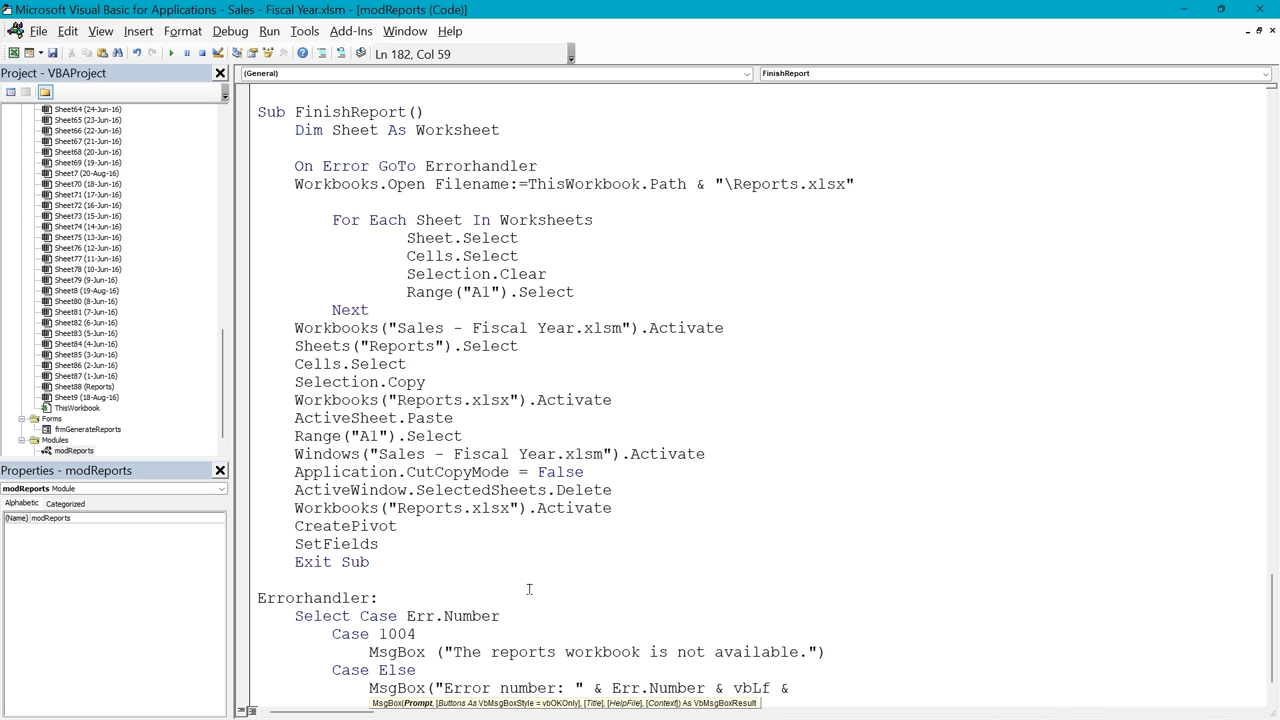 Microsoft Visual Basic for Applications - Sales - Fiscal Year.xlsm - [modReports (Code)]
File Edit View Insert Format Debug Run Tools Add-Ins Window Help
Ln 182, Col 59
Project - VBAProject
(General)
FinishReport
Sheet64 (24-Jun-16)
Sheet65 (23-Jun-16)
Sheet66 (22-Jun-16)
Sheet67 (21-Jun-16)
Sheet68 (20-Jun-16)
Sheet69 (19-Jun-16)
Sheet7 (20-Aug-16)
Sheet70 (18-Jun-16)
Sheet71 (17-Jun-16)
Sheet72 (16-Jun-16)
Sheet73 (15-Jun-16)
Sheet74 (14-Jun-16)
Sheet75 (13-Jun-16)
Sheet76 (12-Jun-16)
Sheet77 (11-Jun-16)
Sheet78 (10-Jun-16)
Sheet79 (9-Jun-16)
Sheet8 (19-Aug-16)
Sheet80 (8-Jun-16)
Sheet81 (7-Jun-16)
Sheet82 (6-Jun-16)
Sheet83 (5-Jun-16)
Sheet84 (4-Jun-16)
Sheet85 (3-Jun-16)
Sheet86 (2-Jun-16)
Sheet87 (1-Jun-16)
Sheet88 (Reports)
Sheet9 (18-Aug-16)
ThisWorkbook
Forms
frmGenerateReports
Modules
modReports
Properties - modReports
modReports Module
Alphabetic Categorized
(Name) modReports
Sub FinishReport()
Dim Sheet As Worksheet
On Error GoTo Errorhandler
Workbooks.Open Filename:=ThisWorkbook.Path & "\Reports.xlsx"
For Each Sheet In Worksheets
Sheet.Select
Cells.Select
Selection.Clear
Range("A1").Select
Next
Workbooks("Sales - Fiscal Year.xlsm").Activate
Sheets("Reports").Select
Cells.Select
Selection.Copy
Workbooks("Reports.xlsx").Activate
ActiveSheet.Paste
Range("A1").Select
Windows("Sales - Fiscal Year.xlsm").Activate
Application.CutCopyMode = False
ActiveWindow.SelectedSheets.Delete
Workbooks("Reports.xlsx").Activate
CreatePivot
SetFields
Exit Sub
Errorhandler:
Select Case Err.Number
Case 1004
MsgBox ("The reports workbook is not available.")
Case Else
MsgBox("Error number: " & Err.Number & vbLf &
MsgBox(Prompt, [Buttons As VbMsgBoxStyle = vbOKOnly], [Title], [HelpFile], [Context]) As VbMsgBoxResult